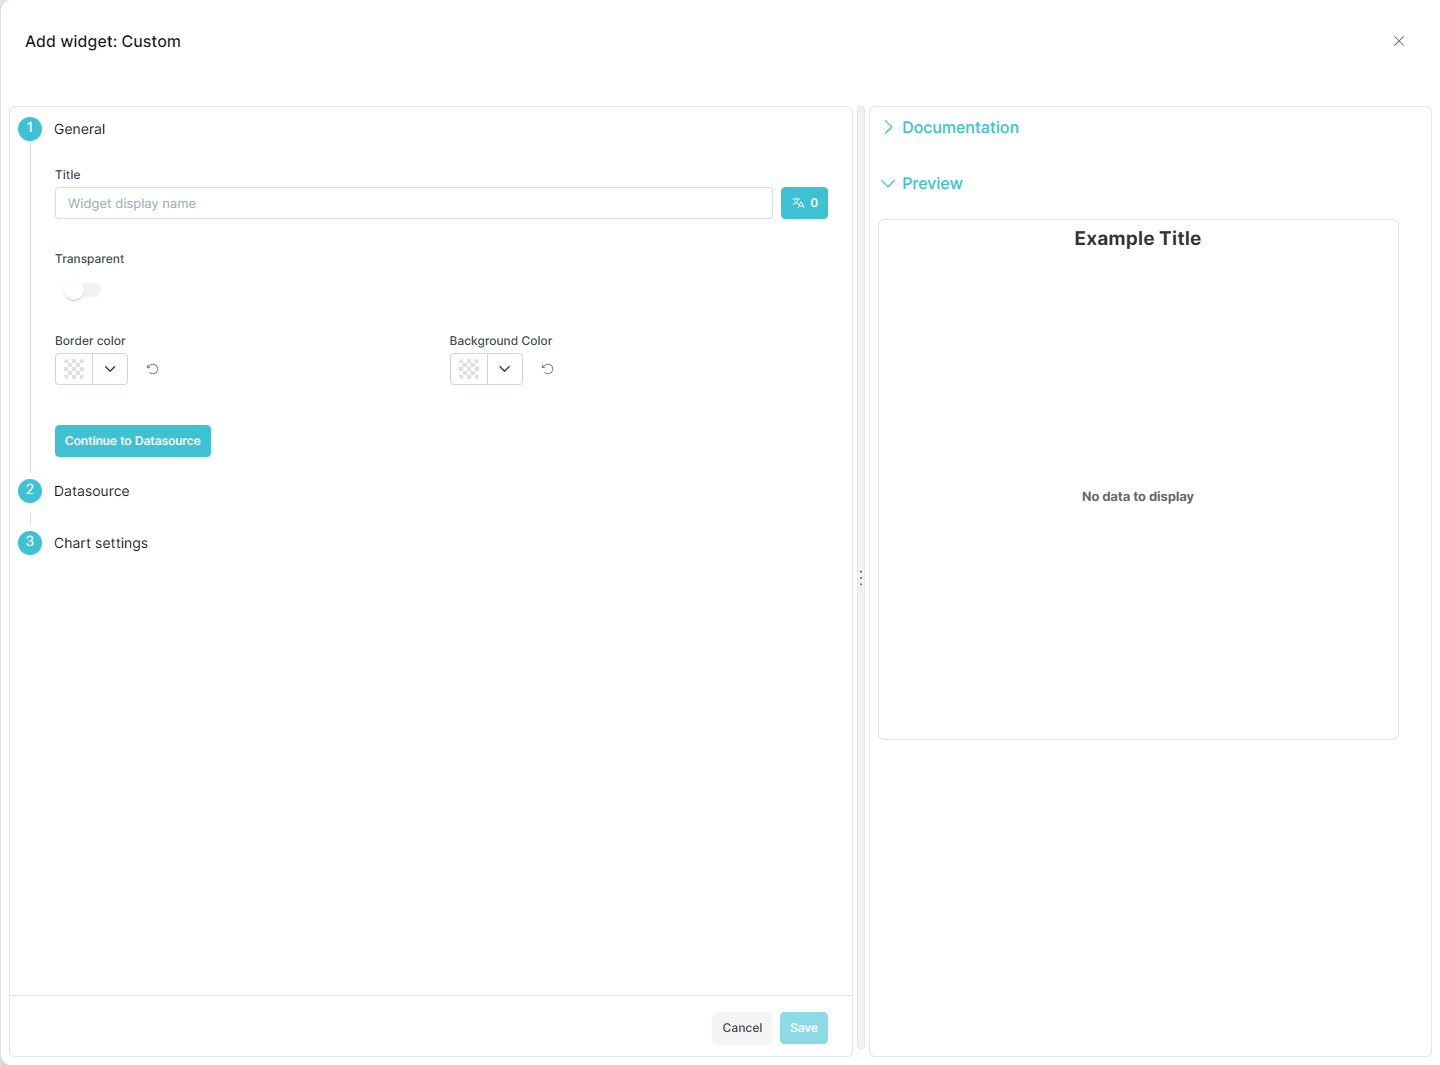 Add widget: Custom
1 General
Title
Widget display name
0
Transparent
Border color
Background Color
Continue to Datasource
2 Datasource
3 Chart settings
Cancel
Save
Documentation
Preview
Example Title
No data to display